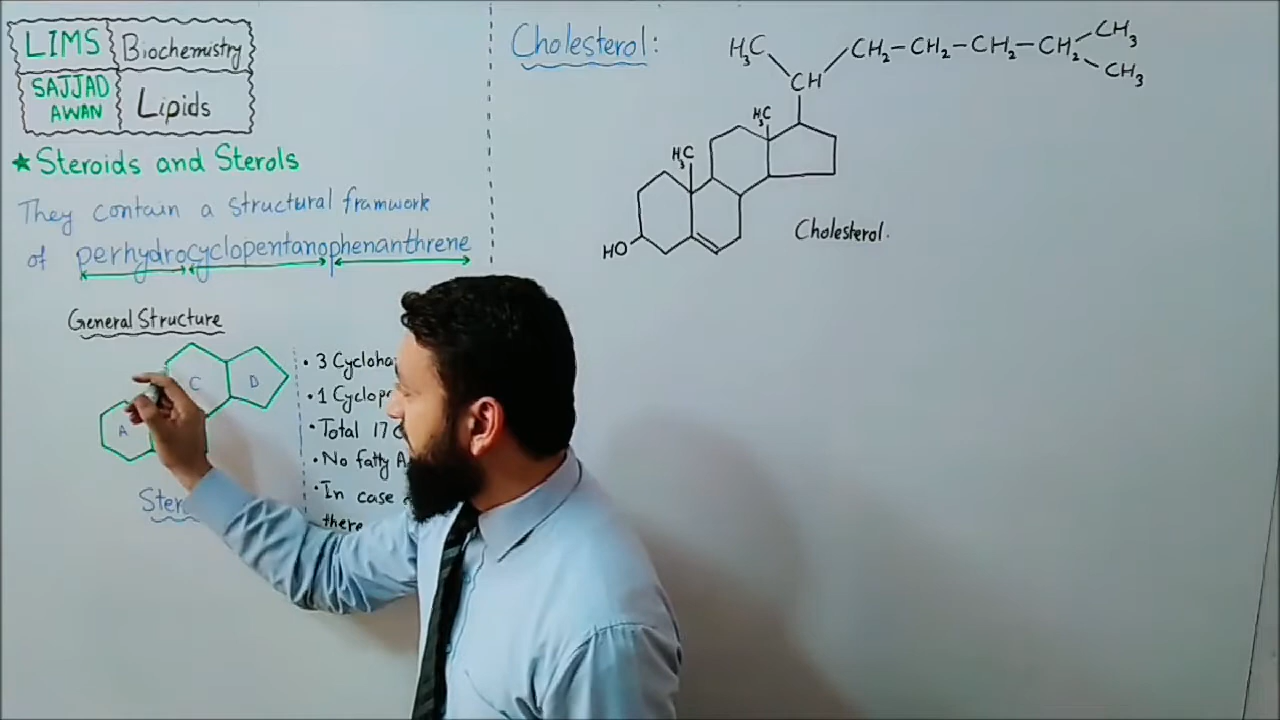 LIMS Biochemistry
SAJJAD AWAN Lipids
★ Steroids and Sterols
They contain a structural framwork
of perhydrocyclopentanophenanthrene
General Structure
A C D
• 3
• 1
• Total 17
• No fatty
• In case
there
Cholesterol:
H3C CH2-CH2-CH2-CH2 CH3
CH CH3
H3C
H3C
HO
Cholesterol.